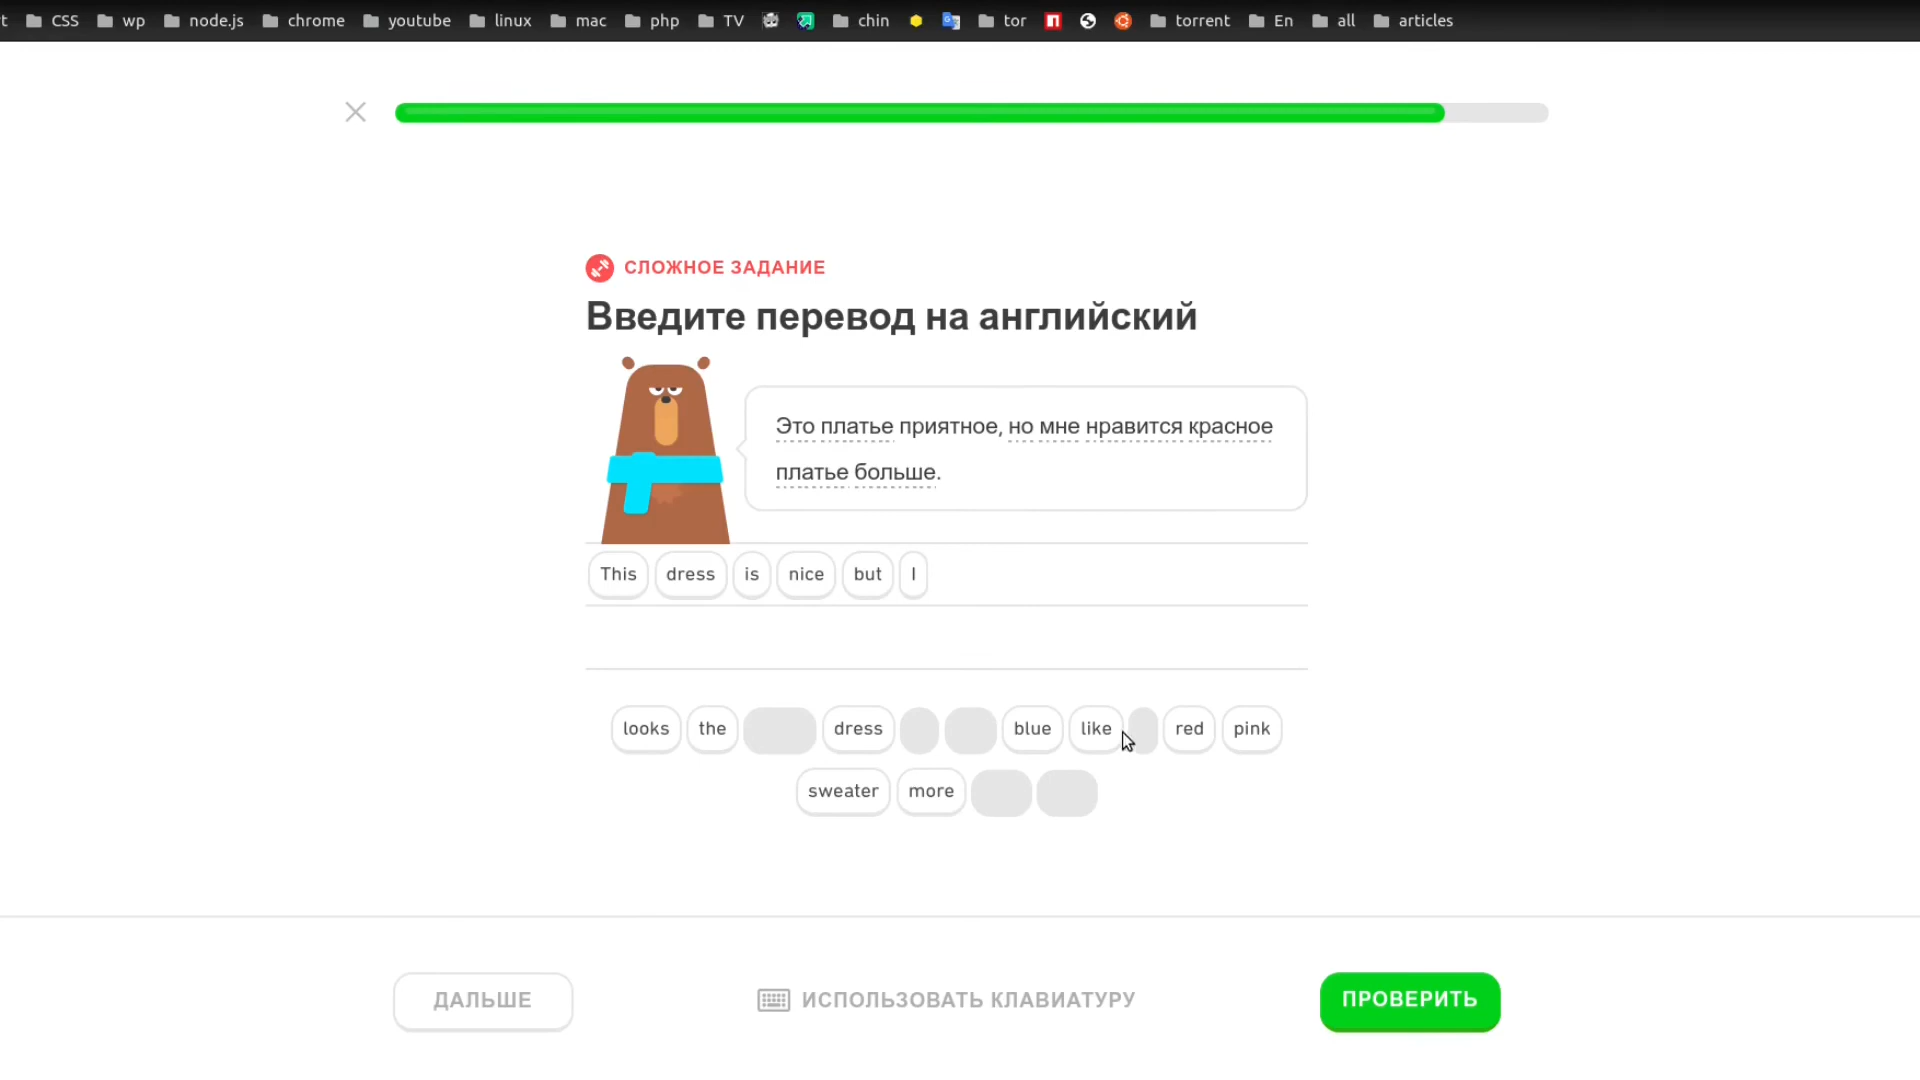 t CSS wp node.js chrome youtube linux mac php TV chin tor torrent En all articles
СЛОЖНОЕ ЗАДАНИЕ
Введите перевод на английский
Это платье приятное, но мне нравится красное
платье больше.
This dress is nice but I
looks the dress blue like red pink
sweater more
ДАЛЬШЕ ИСПОЛЬЗОВАТЬ КЛАВИАТУРУ ПРОВЕРИТЬ